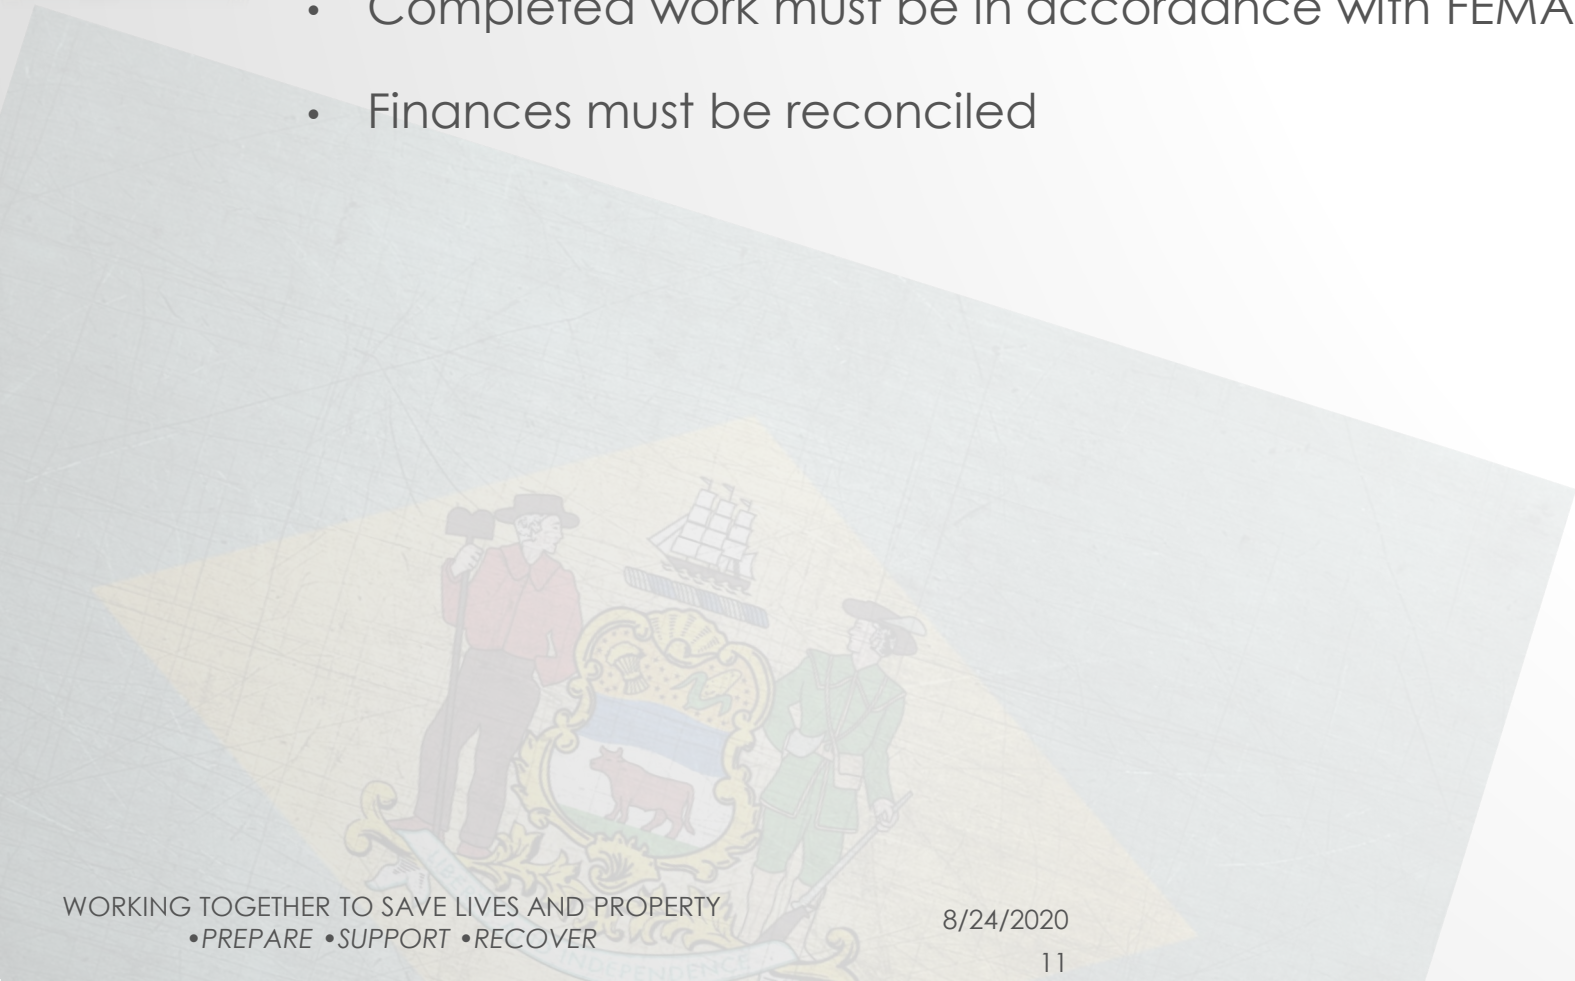 • Completed work must be in accordance with FEMA
• Finances must be reconciled
INDEPENDENCE
WORKING TOGETHER TO SAVE LIVES AND PROPERTY
•PREPARE •SUPPORT •RECOVER
8/24/2020
11